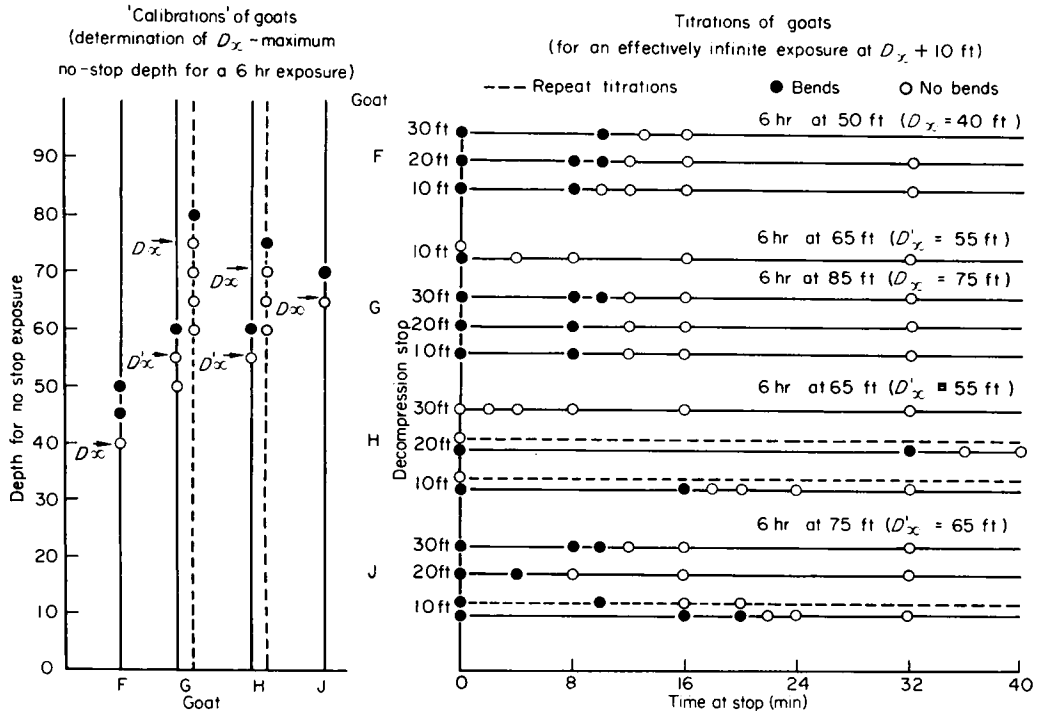 'Calibrations' of goats
(determination of Dx - maximum
no-stop depth for a 6 hr exposure)
Depth for no stop exposure
90
80
70
60
50
40
30
20
10
0
Dx
D'x
Dx
D'x
Dx
Dx
F
G
H
J
Goat
Titrations of goats
(for an effectively infinite exposure at Dx + 10 ft)
Goat
---- Repeat titrations
● Bends
○ No bends
Decompression stop
6 hr at 50 ft (Dx = 40 ft)
F
30 ft
20 ft
10 ft
6 hr at 65 ft (D'x = 55 ft)
10 ft
6 hr at 85 ft (Dx = 75 ft)
G
30 ft
20 ft
10 ft
6 hr at 65 ft (D'x = 55 ft)
30 ft
H
20 ft
10 ft
6 hr at 75 ft (D'x = 65 ft)
30 ft
J
20 ft
10 ft
0 8 16 24 32 40
Time at stop (min)